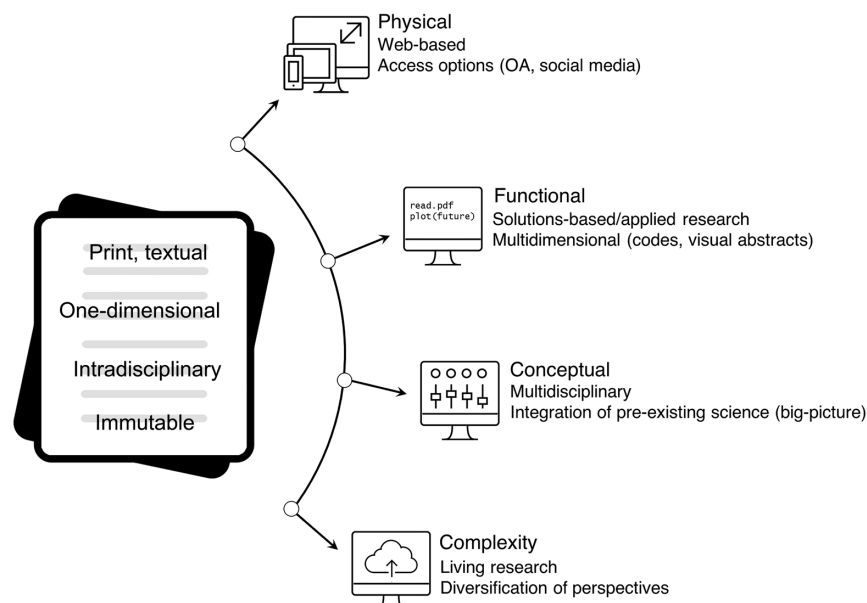 Physical
Web-based
Access options (OA, social media)
read.pdf
plot(future)
Functional
Solutions-based/applied research
Multidimensional (codes, visual abstracts)
Print, textual
One-dimensional
Intradisciplinary
Immutable
Conceptual
Multidisciplinary
Integration of pre-existing science (big-picture)
Complexity
Living research
Diversification of perspectives